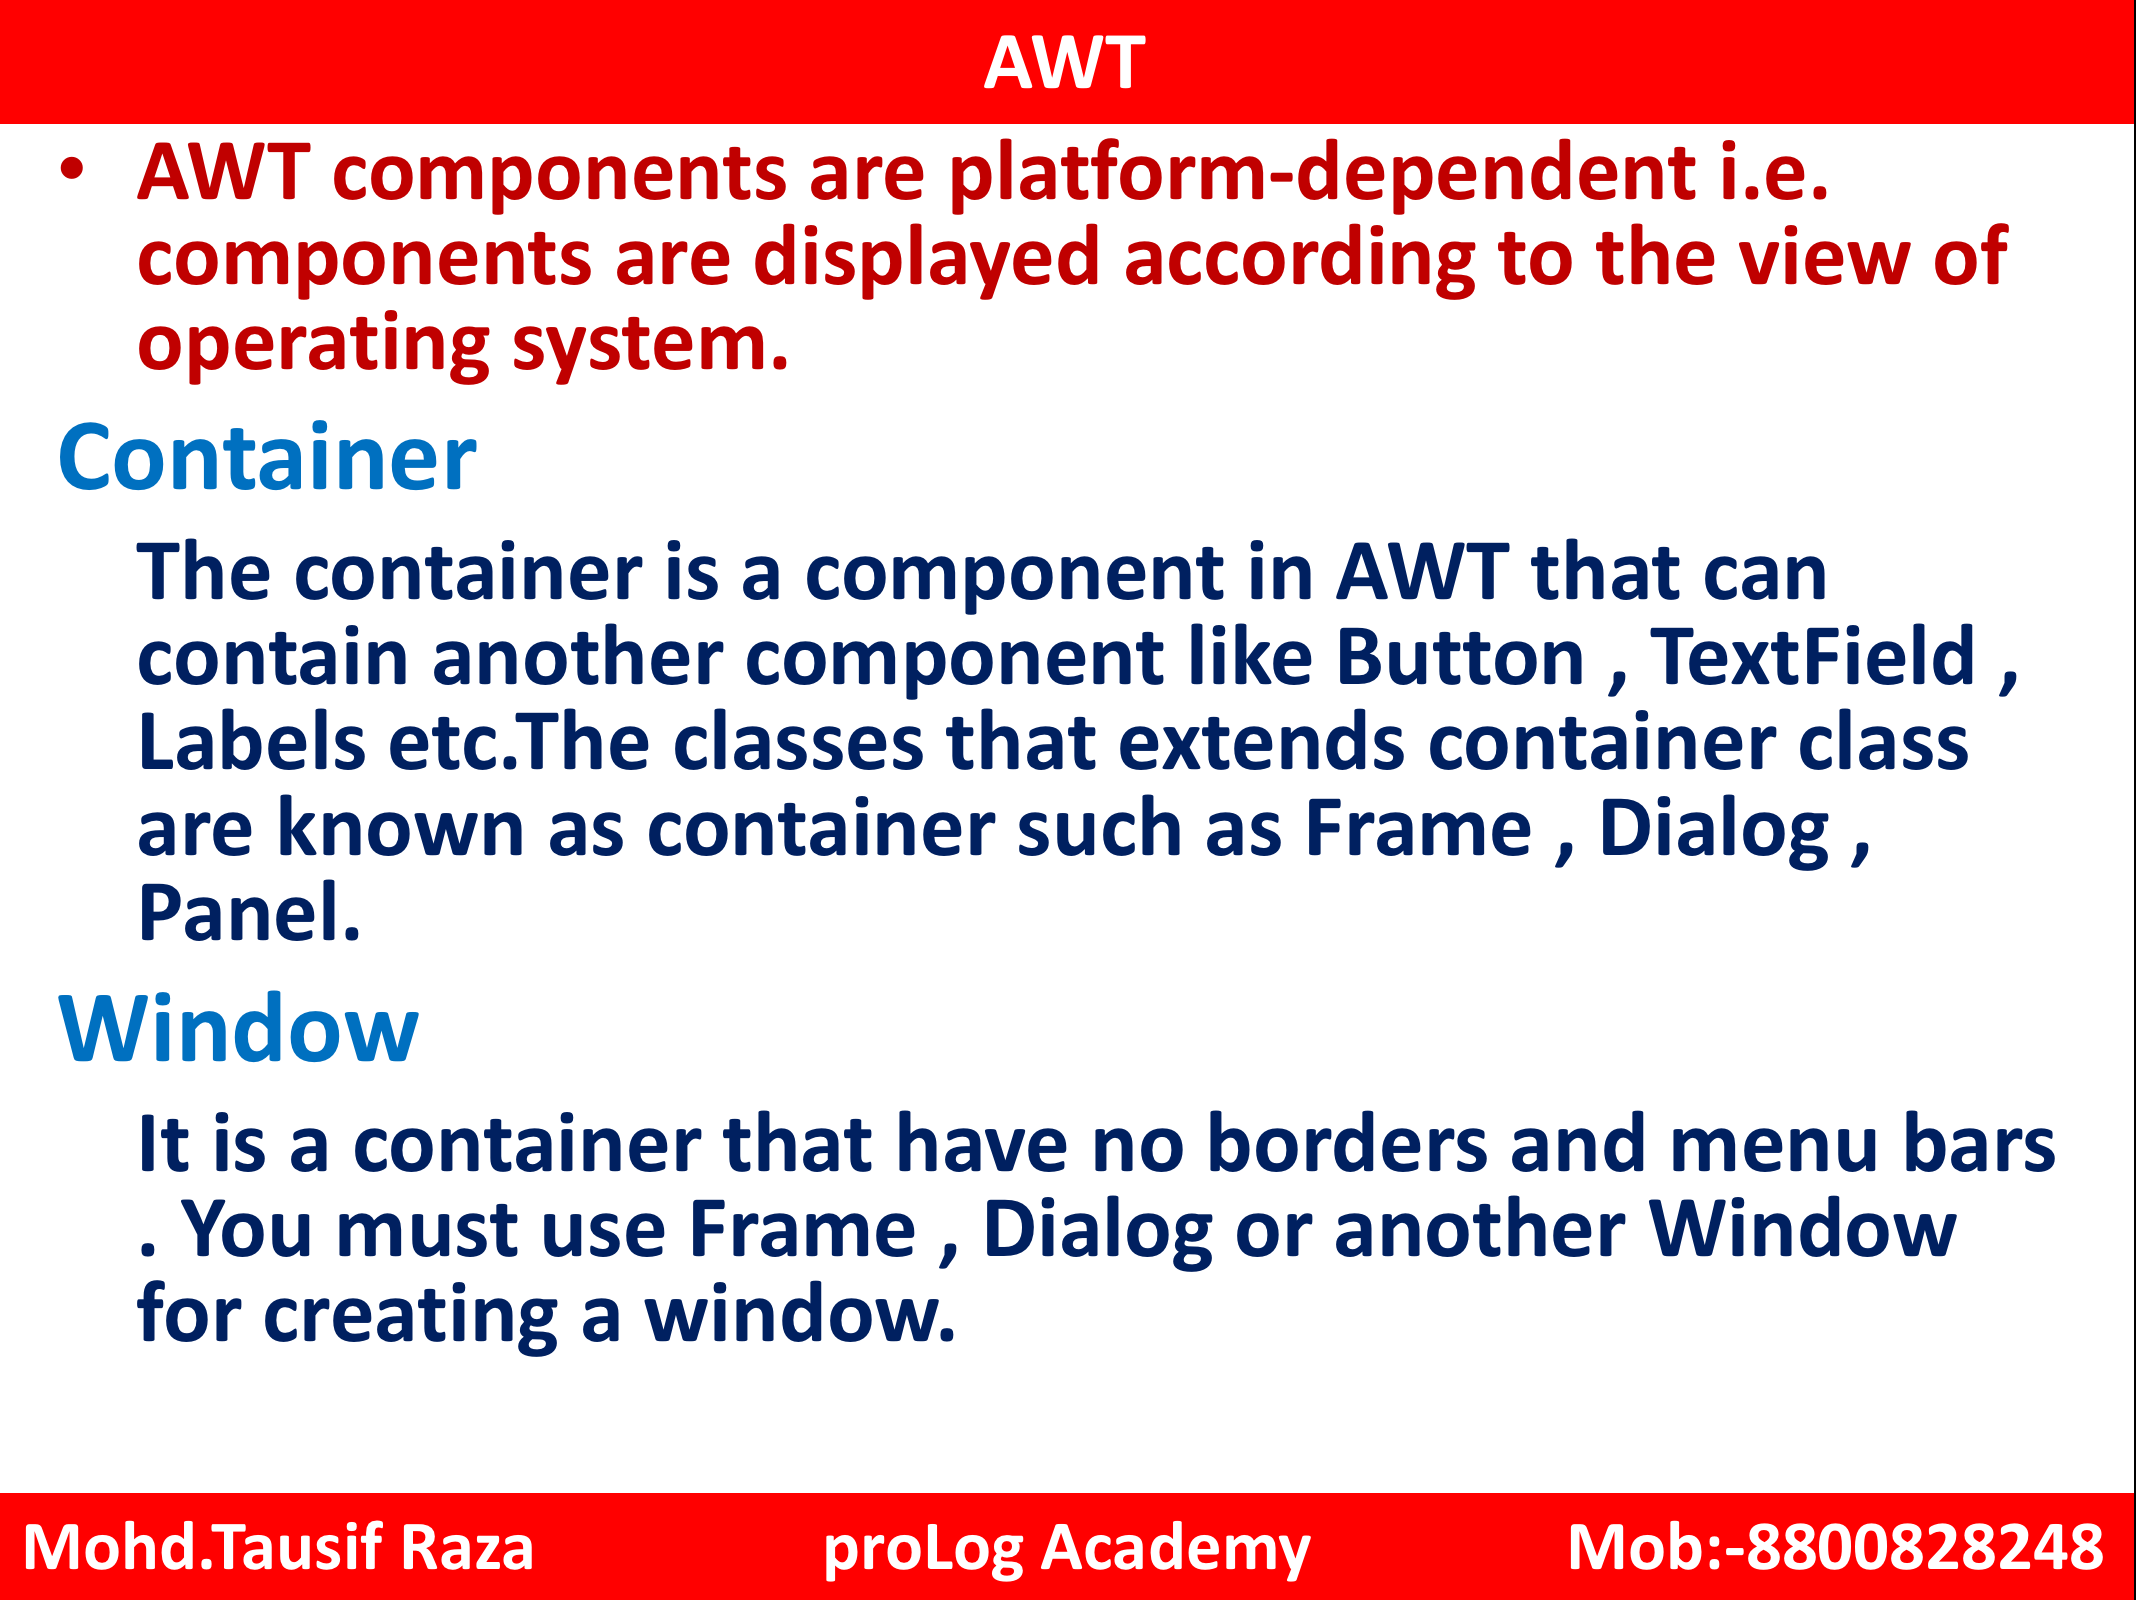 AWT
• AWT components are platform-dependent i.e.
components are displayed according to the view of
operating system.
Container
The container is a component in AWT that can
contain another component like Button , TextField ,
Labels etc.The classes that extends container class
are known as container such as Frame , Dialog ,
Panel.
Window
It is a container that have no borders and menu bars
. You must use Frame , Dialog or another Window
for creating a window.
Mohd.Tausif Raza proLog Academy Mob:-8800828248